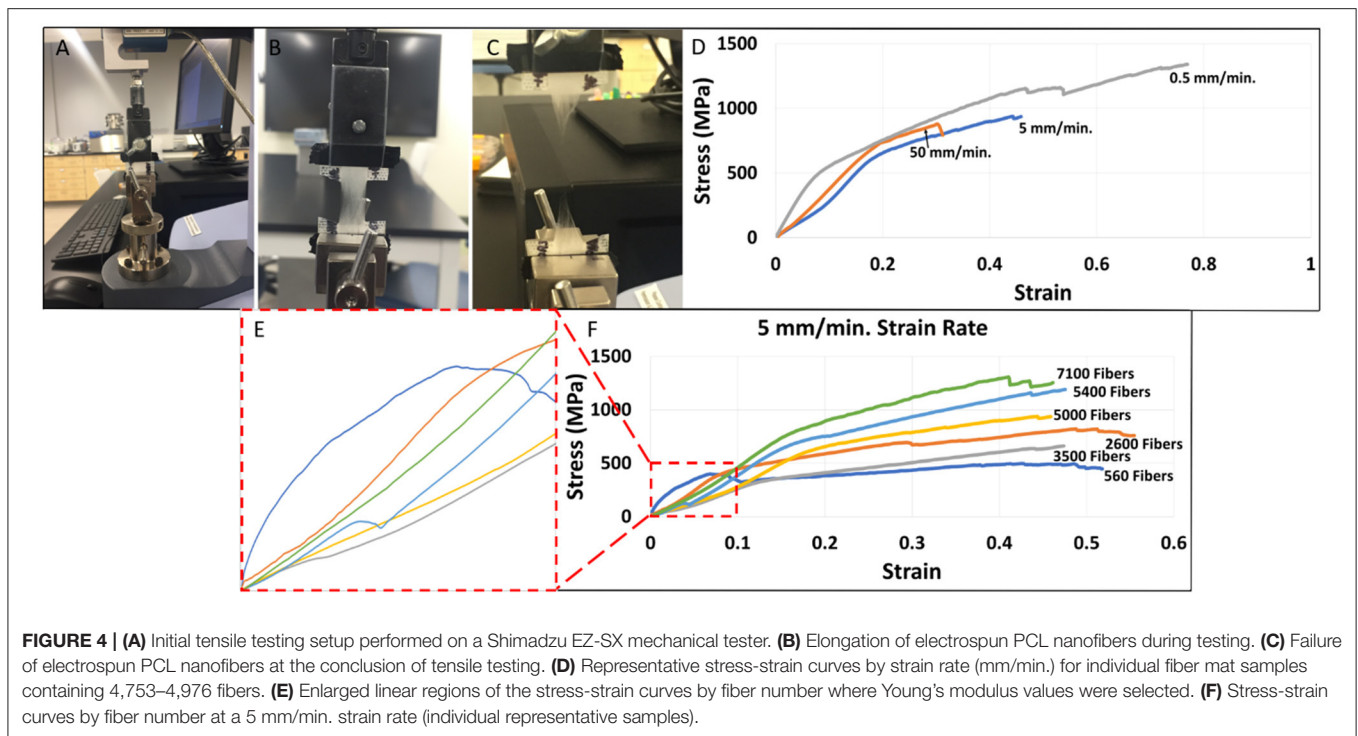 A
B
C
D
1500
1000
500
0
Stress (MPa)
0.5 mm/min.
5 mm/min.
50 mm/min.
0
0.2
0.4
0.6
0.8
1
Strain
E
F
5 mm/min. Strain Rate
1500
1000
500
0
Stress (MPa)
7100 Fibers
5400 Fibers
5000 Fibers
2600 Fibers
3500 Fibers
560 Fibers
0
0.1
0.2
0.3
0.4
0.5
0.6
Strain
FIGURE 4 | (A) Initial tensile testing setup performed on a Shimadzu EZ-SX mechanical tester. (B) Elongation of electrospun PCL nanofibers during testing. (C) Failure
of electrospun PCL nanofibers at the conclusion of tensile testing. (D) Representative stress-strain curves by strain rate (mm/min.) for individual fiber mat samples
containing 4,753–4,976 fibers. (E) Enlarged linear regions of the stress-strain curves by fiber number where Young's modulus values were selected. (F) Stress-strain
curves by fiber number at a 5 mm/min. strain rate (individual representative samples).